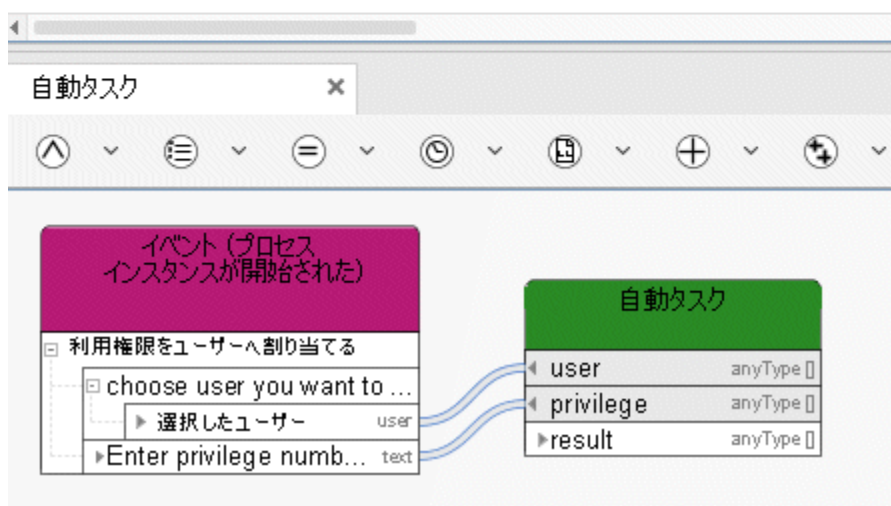 自動タスク
イベント (プロセス
インスタンスが開始された)
利用権限をユーザーへ割り当てる
choose user you want to ...
選択したユーザー user
Enter privilege numb... text
自動タスク
user anyType []
privilege anyType []
result anyType []